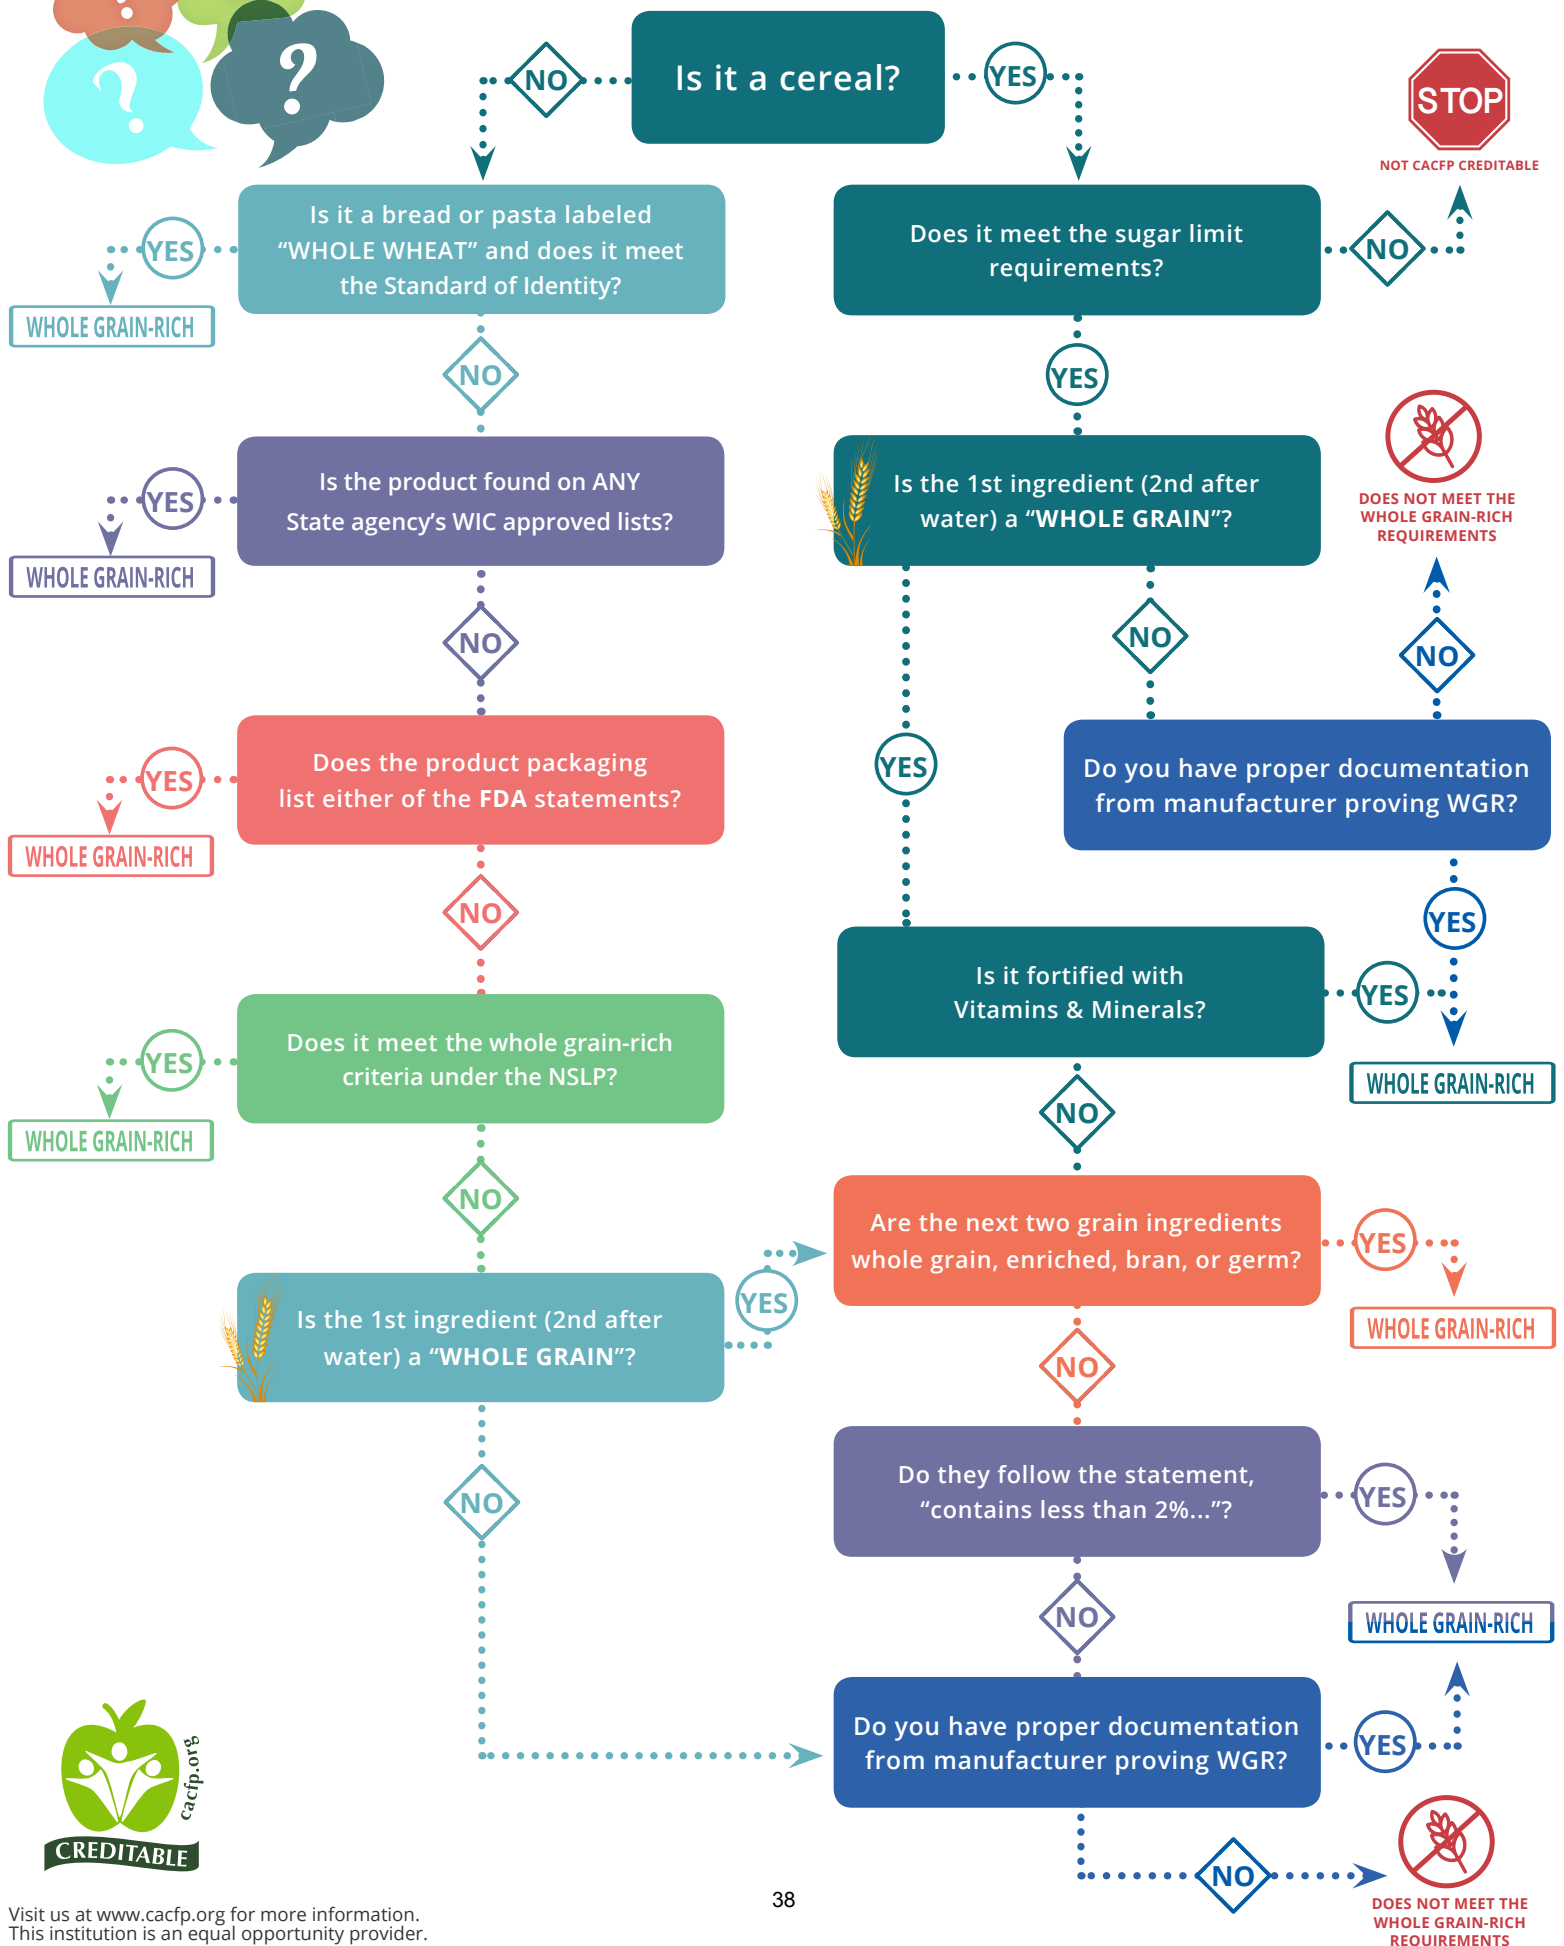 ?
?
?
Is it a cereal?
NO
YES
STOP
NOT CACFP CREDITABLE
Is it a bread or pasta labeled
“WHOLE WHEAT” and does it meet
the Standard of Identity?
YES
WHOLE GRAIN-RICH
NO
Does it meet the sugar limit
requirements?
NO
YES
Is the product found on ANY
State agency’s WIC approved lists?
YES
WHOLE GRAIN-RICH
NO
Is the 1st ingredient (2nd after
water) a “WHOLE GRAIN”?
NO
YES
DOES NOT MEET THE
WHOLE GRAIN-RICH
REQUIREMENTS
NO
Do you have proper documentation
from manufacturer proving WGR?
YES
Does the product packaging
list either of the FDA statements?
YES
WHOLE GRAIN-RICH
NO
Is it fortified with
Vitamins & Minerals?
YES
WHOLE GRAIN-RICH
NO
Does it meet the whole grain-rich
criteria under the NSLP?
YES
WHOLE GRAIN-RICH
NO
Are the next two grain ingredients
whole grain, enriched, bran, or germ?
YES
WHOLE GRAIN-RICH
NO
Is the 1st ingredient (2nd after
water) a “WHOLE GRAIN”?
YES
NO
Do they follow the statement,
“contains less than 2%...”?
YES
WHOLE GRAIN-RICH
NO
Do you have proper documentation
from manufacturer proving WGR?
YES
NO
DOES NOT MEET THE
WHOLE GRAIN-RICH
REQUIREMENTS
cacfp.org
CREDITABLE
38
Visit us at www.cacfp.org for more information.
This institution is an equal opportunity provider.